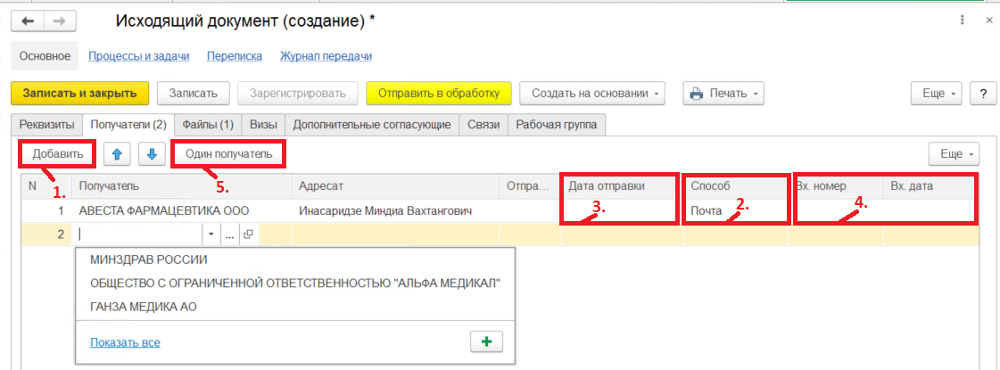 Исходящий документ (создание) *
Основное Процессы и задачи Переписка Журнал передачи
Записать и закрыть Записать Зарегистрировать Отправить в обработку Создать на основании Печать Еще ?
Реквизиты Получатели (2) Файлы (1) Визы Дополнительные согласующие Связи Рабочая группа
Добавить Один получатель Еще
1. 5.
N Получатель Адресат Отпра... Дата отправки Способ Вх. номер Вх. дата
3. 2. 4.
1 АВЕСТА ФАРМАЦЕВТИКА ООО Инасаридзе Миндиа Вахтангович Почта
2 ...
МИНЗДРАВ РОССИИ
ОБЩЕСТВО С ОГРАНИЧЕННОЙ ОТВЕТСТВЕННОСТЬЮ "АЛЬФА МЕДИКАЛ"
ГАНЗА МЕДИКА АО
Показать все